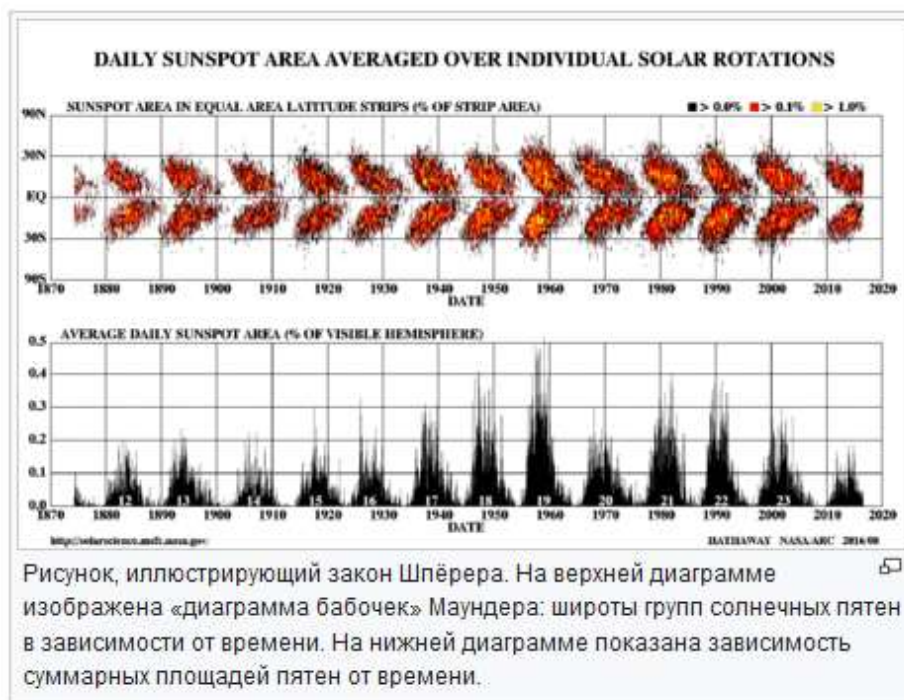 DAILY SUNSPOT AREA AVERAGED OVER INDIVIDUAL SOLAR ROTATIONS
SUNSPOT AREA IN EQUAL AREA LATITUDE STRIPS (% OF STRIP AREA)
> 0.0% > 0.1% > 1.0%
90N
30N
EQ
30S
90S
1870 1880 1890 1900 1910 1920 1930 1940 1950 1960 1970 1980 1990 2000 2010 2020
DATE
AVERAGE DAILY SUNSPOT AREA (% OF VISIBLE HEMISPHERE)
0.5
0.4
0.3
0.2
0.1
0.0
12 13 14 15 16 17 18 19 20 21 22 23
1870 1880 1890 1900 1910 1920 1930 1940 1950 1960 1970 1980 1990 2000 2010 2020
DATE
HATHAWAY NASA/ARC 2016/08
Рисунок, иллюстрирующий закон Шпёрера. На верхней диаграмме
изображена «диаграмма бабочек» Маундера: широты групп солнечных пятен
в зависимости от времени. На нижней диаграмме показана зависимость
суммарных площадей пятен от времени.